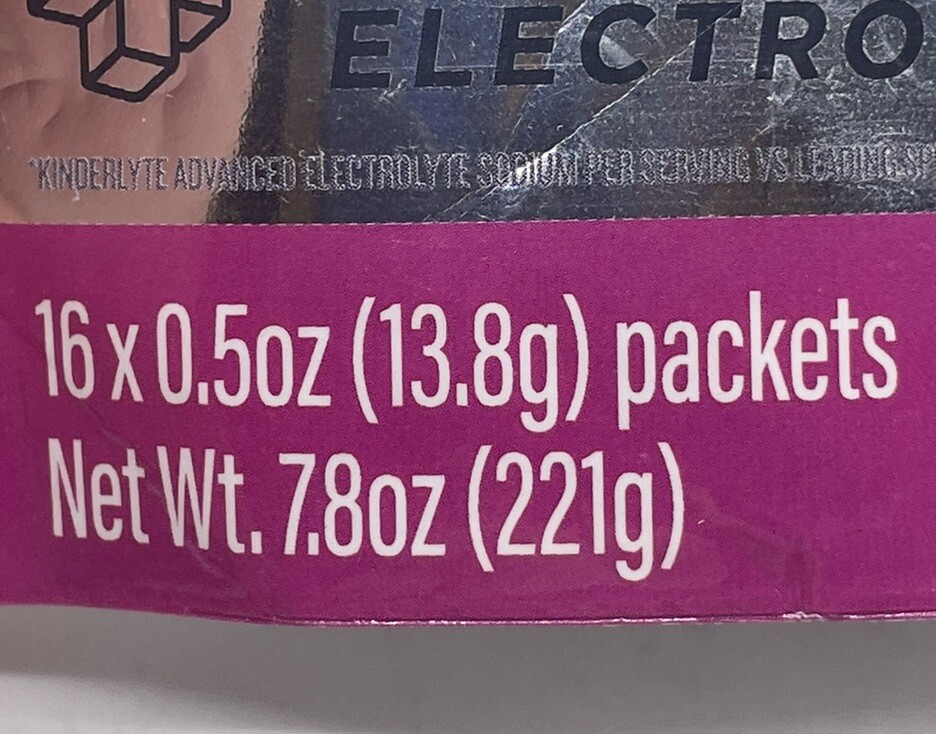 ELECTRO
*KINDERLYTE ADVANCED ELECTROLYTE SODIUM PER SERVING VS LEADING
16 x 0.5oz (13.8g) packets
Net Wt. 7.8oz (221g)